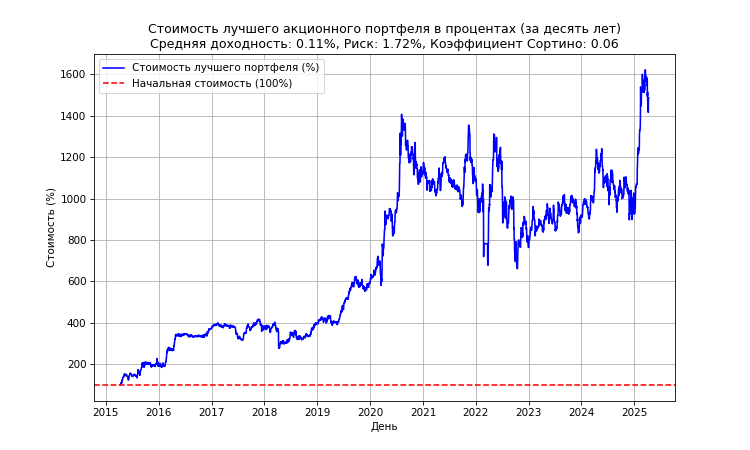 Стоимость лучшего акционного портфеля в процентах (за десять лет)
Средняя доходность: 0.11%, Риск: 1.72%, Коэффициент Сортино: 0.06
Стоимость лучшего портфеля (%)
Начальная стоимость (100%)
Стоимость (%)
1600
1400
1200
1000
800
600
400
200
2015 2016 2017 2018 2019 2020 2021 2022 2023 2024 2025
День